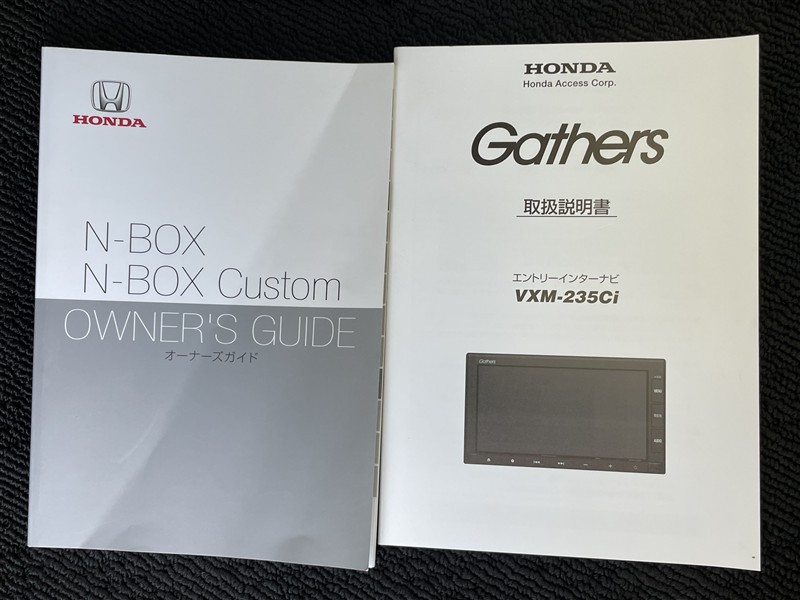 HONDA
N-BOX
N-BOX Custom
OWNER'S GUIDE
オーナーズガイド
HONDA
Honda Access Corp.
Gathers
取扱説明書
エントリーインターナビ
VXM-235Ci
Gathers
MENU
AUDIO